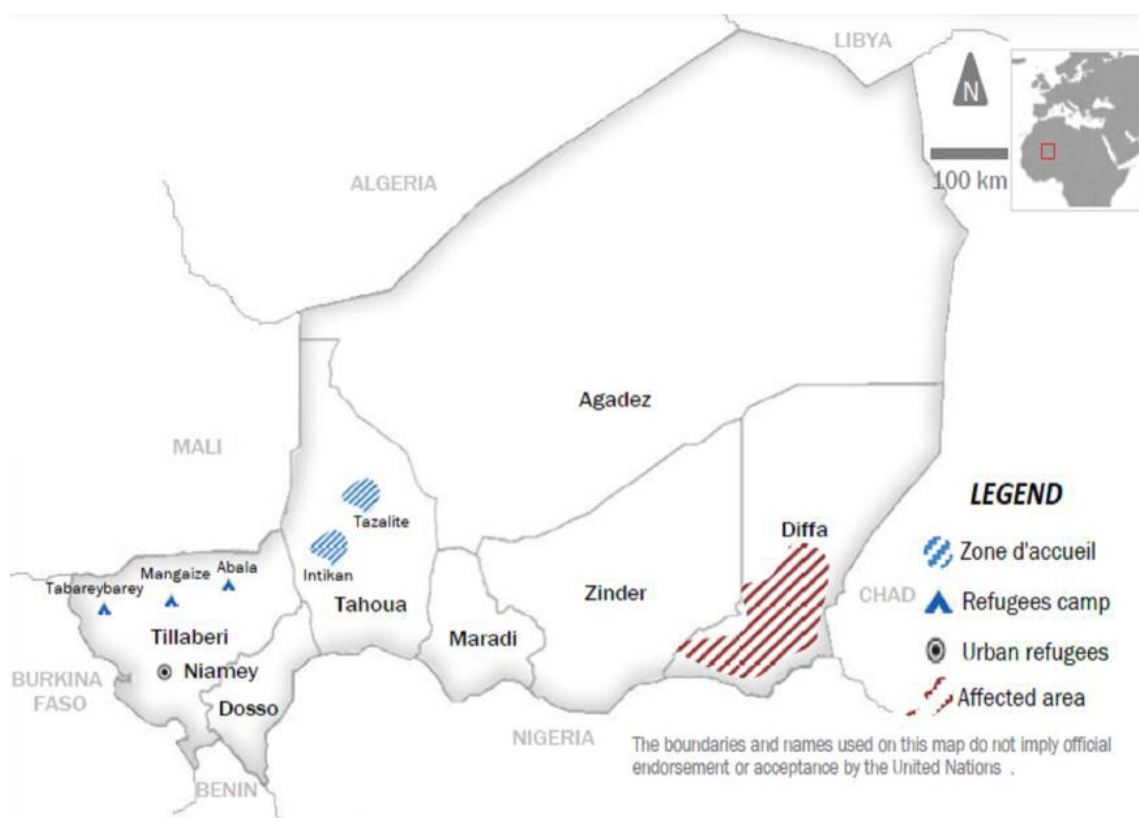 LIBYA
N
100 km
ALGERIA
Agadez
MALI
LEGEND
Tazalite
Diffa
Zone d'accueil
Intikan
Abala
Mangaize
Tabareybarey
Zinder
CHAD
Refugees camp
Tahoua
Maradi
Tillaberi
Urban refugees
Niamey
BURKINA
FASO
Dosso
Affected area
NIGERIA
The boundaries and names used on this map do not imply official
endorsement or acceptance by the United Nations .
BENIN